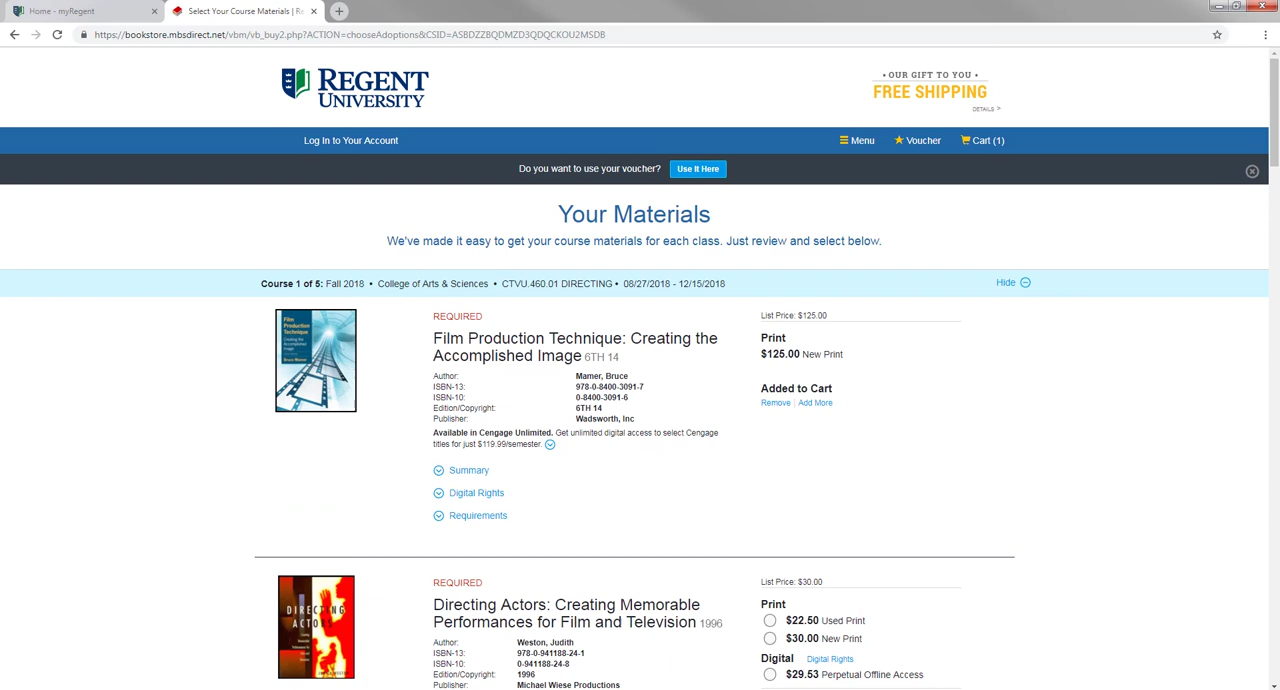 Home - myRegent
Select Your Course Materials | Re
https://bookstore.mbsdirect.net/vbm/vb_buy2.php?ACTION=chooseAdoptions&CSID=ASBDZZBQDMZD3QDQCKOU2MSDB
REGENT
UNIVERSITY
• OUR GIFT TO YOU •
FREE SHIPPING
DETAILS >
Log In to Your Account
Menu
Voucher
Cart (1)
Do you want to use your voucher?
Use It Here
Your Materials
We've made it easy to get your course materials for each class. Just review and select below.
Course 1 of 5: Fall 2018 • College of Arts & Sciences • CTVU.460.01 DIRECTING • 08/27/2018 - 12/15/2018
Hide
Film
Production
Technique
Creating the
Accomplished
Image
Bruce Mamer
REQUIRED
Film Production Technique: Creating the
Accomplished Image 6TH 14
Author: Mamer, Bruce
ISBN-13: 978-0-8400-3091-7
ISBN-10: 0-8400-3091-6
Edition/Copyright: 6TH 14
Publisher: Wadsworth, Inc
Available in Cengage Unlimited. Get unlimited digital access to select Cengage
titles for just $119.99/semester.
Summary
Digital Rights
Requirements
List Price: $125.00
Print
$125.00 New Print
Added to Cart
Remove | Add More
DIRECTING
ACTORS
REQUIRED
Directing Actors: Creating Memorable
Performances for Film and Television 1996
Author: Weston, Judith
ISBN-13: 978-0-941188-24-1
ISBN-10: 0-941188-24-8
Edition/Copyright: 1996
Publisher: Michael Wiese Productions
List Price: $30.00
Print
$22.50 Used Print
$30.00 New Print
Digital Digital Rights
$29.53 Perpetual Offline Access